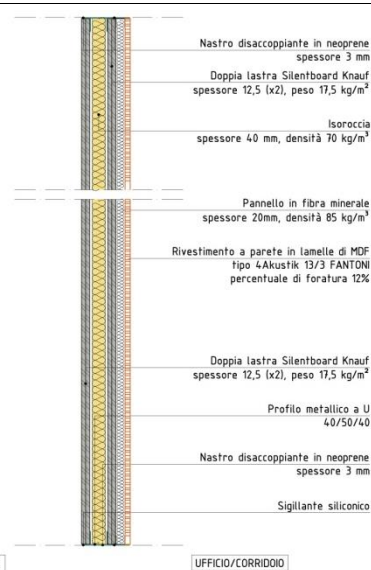 Nastro disaccoppiante in neoprene
spessore 3 mm
Doppia lastra Silentboard Knauf
spessore 12,5 (x2), peso 17,5 kg/m²
Isoroccia
spessore 40 mm, densità 70 kg/m³
Pannello in fibra minerale
spessore 20mm, densità 85 kg/m³
Rivestimento a parete in lamelle di MDF
tipo 4Akustik 13/3 FANTONI
percentuale di foratura 12%
Doppia lastra Silentboard Knauf
spessore 12,5 (x2), peso 17,5 kg/m²
Profilo metallico a U
40/50/40
Nastro disaccoppiante in neoprene
spessore 3 mm
Sigillante siliconico
UFFICIO/CORRIDOIO